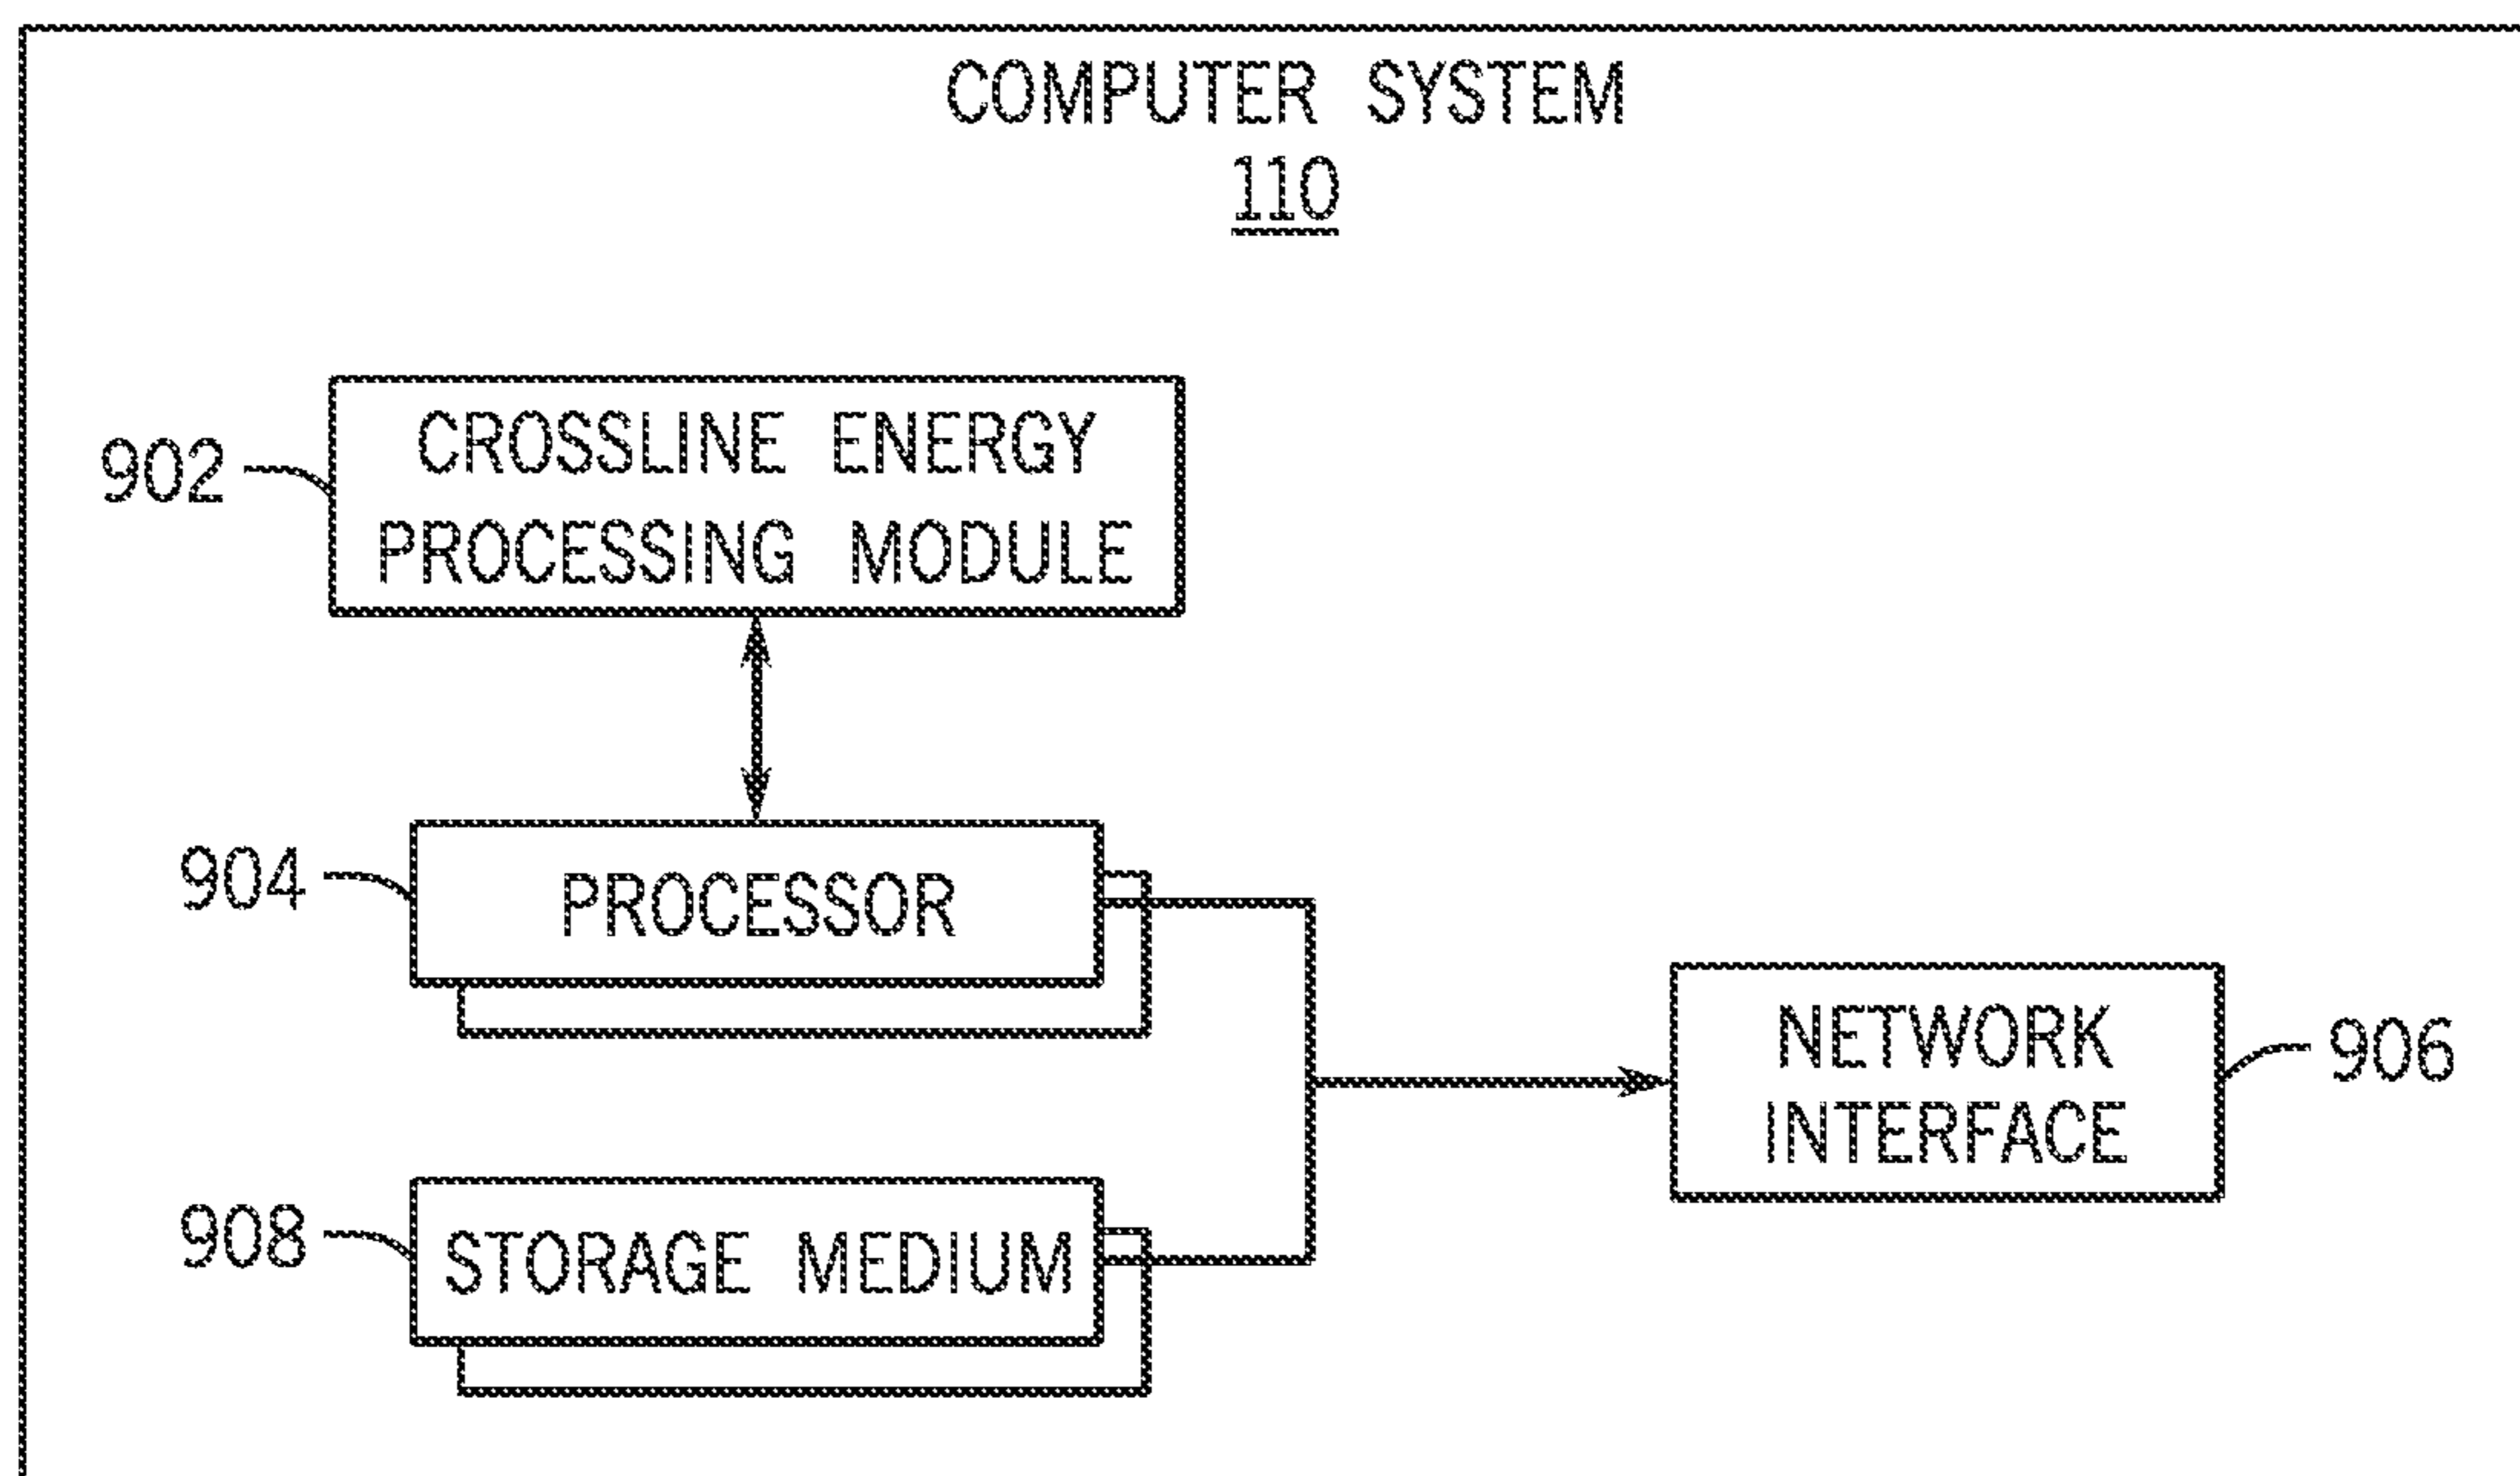 COMPUTER SYSTEM
110
902
CROSSLINE ENERGY
PROCESSING MODULE
904
PROCESSOR
NETWORK
INTERFACE
906
908
STORAGE MEDIUM